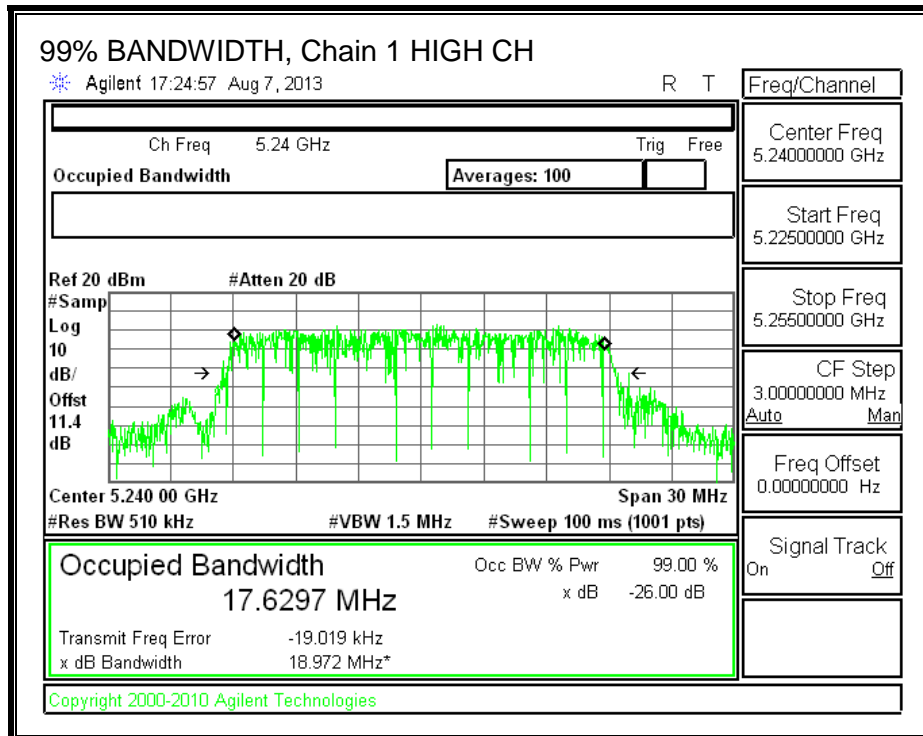 99% BANDWIDTH, Chain 1 HIGH CH
Agilent 17:24:57 Aug 7, 2013 R T
Freq/Channel
Ch Freq 5.24 GHz Trig Free
Occupied Bandwidth Averages: 100
Center Freq
5.24000000 GHz
Start Freq
5.22500000 GHz
Stop Freq
5.25500000 GHz
CF Step
3.00000000 MHz
Auto Man
Freq Offset
0.00000000 Hz
Signal Track
On Off
Ref 20 dBm #Atten 20 dB
#Samp
Log
10
dB/
Offst
11.4
dB
Center 5.240 00 GHz Span 30 MHz
#Res BW 510 kHz #VBW 1.5 MHz #Sweep 100 ms (1001 pts)
Occupied Bandwidth Occ BW % Pwr 99.00 %
17.6297 MHz x dB -26.00 dB
Transmit Freq Error -19.019 kHz
x dB Bandwidth 18.972 MHz*
Copyright 2000-2010 Agilent Technologies